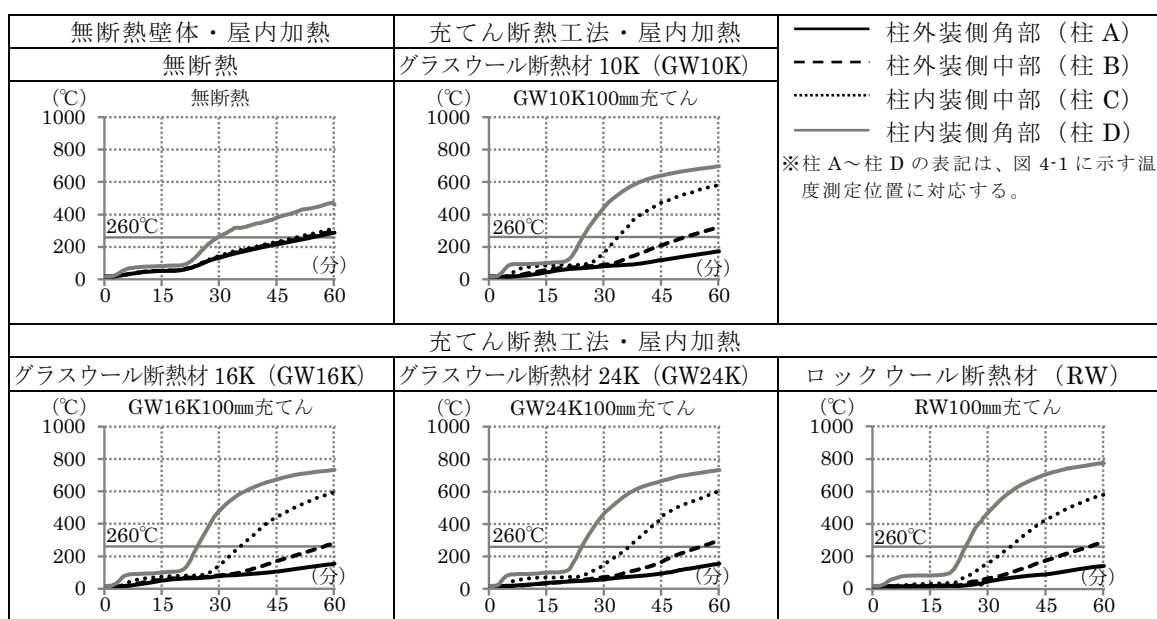 無断熱壁体・屋内加熱
無断熱
(℃) 無断熱
1000
800
600
400
260℃
200
0
(分)
0 15 30 45 60
充てん断熱工法・屋内加熱
グラスウール断熱材 10K（GW10K）
(℃) GW10K100㎜充てん
1000
800
600
400
260℃
200
0
(分)
0 15 30 45 60
柱外装側角部（柱 A）
柱外装側中部（柱 B）
柱内装側中部（柱 C）
柱内装側角部（柱 D）
※柱 A～柱 D の表記は、図 4-1 に示す温
度測定位置に対応する。
充てん断熱工法・屋内加熱
グラスウール断熱材 16K（GW16K）
(℃) GW16K100㎜充てん
1000
800
600
400
260℃
200
0
(分)
0 15 30 45 60
グラスウール断熱材 24K（GW24K）
(℃) GW24K100㎜充てん
1000
800
600
400
260℃
200
0
(分)
0 15 30 45 60
ロックウール断熱材（RW）
(℃) RW100㎜充てん
1000
800
600
400
260℃
200
0
(分)
0 15 30 45 60